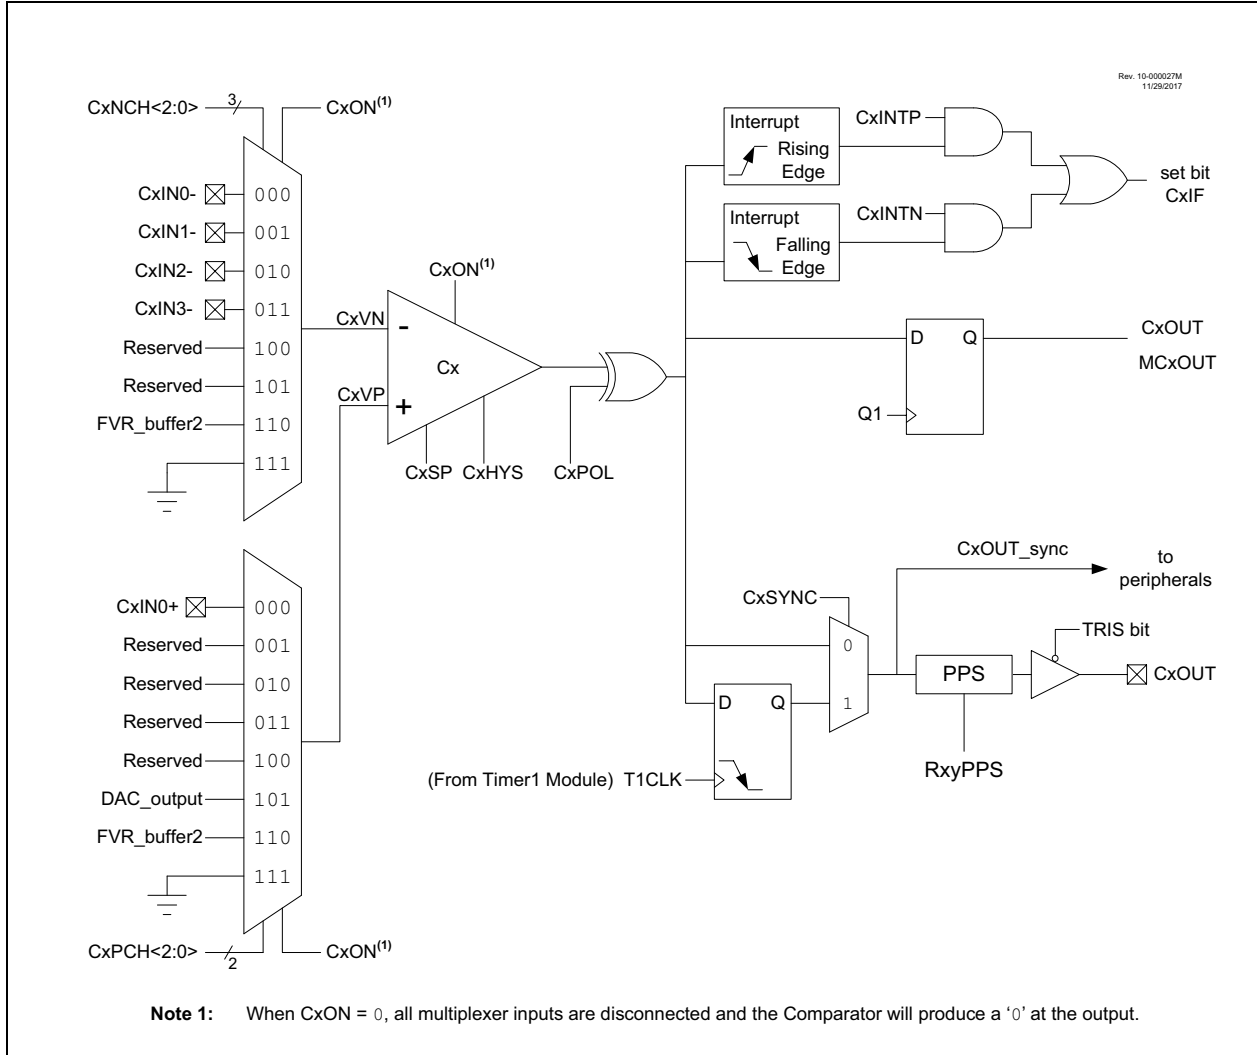 Rev. 10-000027M
11/29/2017
CxNCH<2:0>
3
CxON(1)
CxIN0-
000
CxIN1-
001
CxIN2-
010
CxIN3-
011
Reserved
100
Reserved
101
FVR_buffer2
110
111
CxVN
CxVP
CxON(1)
-
Cx
+
CxSP
CxHYS
CxPOL
Interrupt
Rising
Edge
CxINTP
Interrupt
Falling
Edge
CxINTN
set bit
CxIF
D
Q
Q1
CxOUT
MCxOUT
CxIN0+
000
Reserved
001
Reserved
010
Reserved
011
Reserved
100
DAC_output
101
FVR_buffer2
110
111
CxPCH<2:0>
2
CxON(1)
CxOUT_sync
to
peripherals
CxSYNC
0
1
D
Q
(From Timer1 Module) T1CLK
PPS
RxyPPS
TRIS bit
CxOUT
Note 1: When CxON = 0, all multiplexer inputs are disconnected and the Comparator will produce a ‘0’ at the output.